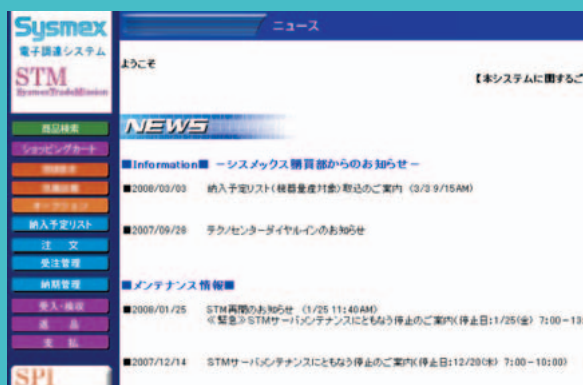 Sysmex
電子調達システム
STM
SysmexTradeMission
商品検索
ショッピングカート
オークション
納入予定リスト
注 文
受注管理
納期管理
受入・検収
返 品
支 払
SPI
ニュース
ようこそ
【本システムに関するご
NEWS
■Information■ －シスメックス購買部からのお知らせ－
■2008/03/03 納入予定リスト(機器量産対象)取込のご案内 (3/3 9/15AM)
■2007/09/28 テクノセンターダイヤルインのお知らせ
■メンテナンス情報■
■2008/01/25 STM再開のお知らせ (1/25 11:40AM)
≪緊急≫STMサーバメンテナンスにともなう停止のご案内(停止日:1/25(金) 7:00-13:
■2007/12/14 STMサーバメンテナンスにともなう停止のご案内(停止日:12/20(木) 7:00-10:00)